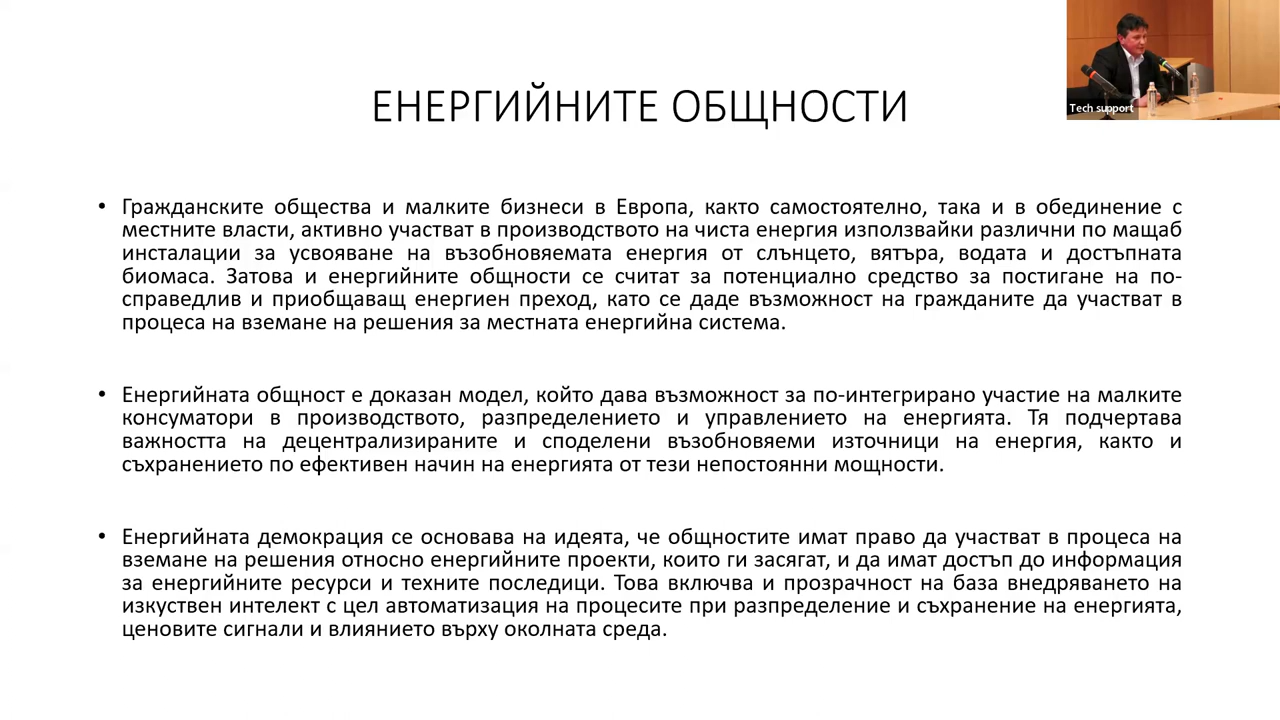 ЕНЕРГИЙНИТЕ ОБЩНОСТИ
Tech support
• Гражданските общества и малките бизнеси в Европа, както самостоятелно, така и в обединение с
местните власти, активно участват в производството на чиста енергия използвайки различни по мащаб
инсталации за усвояване на възобновяемата енергия от слънцето, вятъра, водата и достъпната
биомаса. Затова и енергийните общности се считат за потенциално средство за постигане на по-
справедлив и приобщаващ енергиен преход, като се даде възможност на гражданите да участват в
процеса на вземане на решения за местната енергийна система.
• Енергийната общност е доказан модел, който дава възможност за по-интегрирано участие на малките
консуматори в производството, разпределението и управлението на енергията. Тя подчертава
важността на децентрализираните и споделени възобновяеми източници на енергия, както и
съхранението по ефективен начин на енергията от тези непостоянни мощности.
• Енергийната демокрация се основава на идеята, че общностите имат право да участват в процеса на
вземане на решения относно енергийните проекти, които ги засягат, и да имат достъп до информация
за енергийните ресурси и техните последици. Това включва и прозрачност на база внедряването на
изкуствен интелект с цел автоматизация на процесите при разпределение и съхранение на енергията,
ценовите сигнали и влиянието върху околната среда.